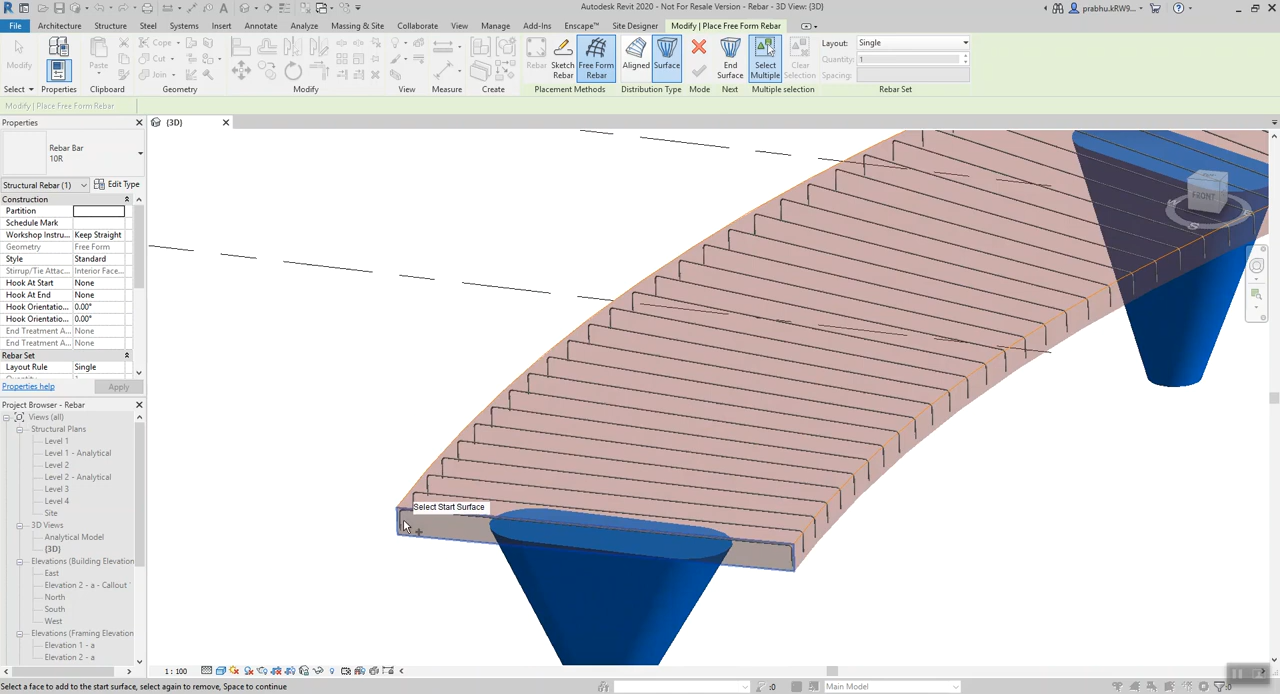 Autodesk Revit 2020 - Not For Resale Version - Rebar - 3D View: {3D}
prabhu.kRW9...
File Architecture Structure Steel Systems Insert Annotate Analyze Massing & Site Collaborate View Manage Add-Ins Enscape™ Site Designer Modify | Place Free Form Rebar
Modify
Paste
Cope
Cut
Join
Rebar
Sketch Rebar
Free Form Rebar
Aligned
Surface
End Surface
Select Multiple
Clear Selection
Layout: Single
Quantity: 1
Spacing:
Select Properties Clipboard Geometry Modify View Measure Create Placement Methods Distribution Type Mode Next Multiple selection Rebar Set
Modify | Place Free Form Rebar
Properties
{3D}
Rebar Bar
10R
Structural Rebar (1) Edit Type
Construction
Partition
Schedule Mark
Workshop Instru... Keep Straight
Geometry Free Form
Style Standard
Stirrup/Tie Attac... Interior Face...
Hook At Start None
Hook At End None
Hook Orientatio... 0.00°
Hook Orientatio... 0.00°
End Treatment A... None
End Treatment A... None
Rebar Set
Layout Rule Single
Properties help Apply
Project Browser - Rebar
Views (all)
Structural Plans
Level 1
Level 1 - Analytical
Level 2
Level 2 - Analytical
Level 3
Level 4
Site
3D Views
Analytical Model
{3D}
Elevations (Building Elevation
East
Elevation 2 - a - Callout
North
South
West
Elevations (Framing Elevation
Elevation 1 - a
Elevation 2 - a
FRONT
Select Start Surface
1 : 100
Select a face to add to the start surface, select again to remove, Space to continue
:0
Main Model
:0